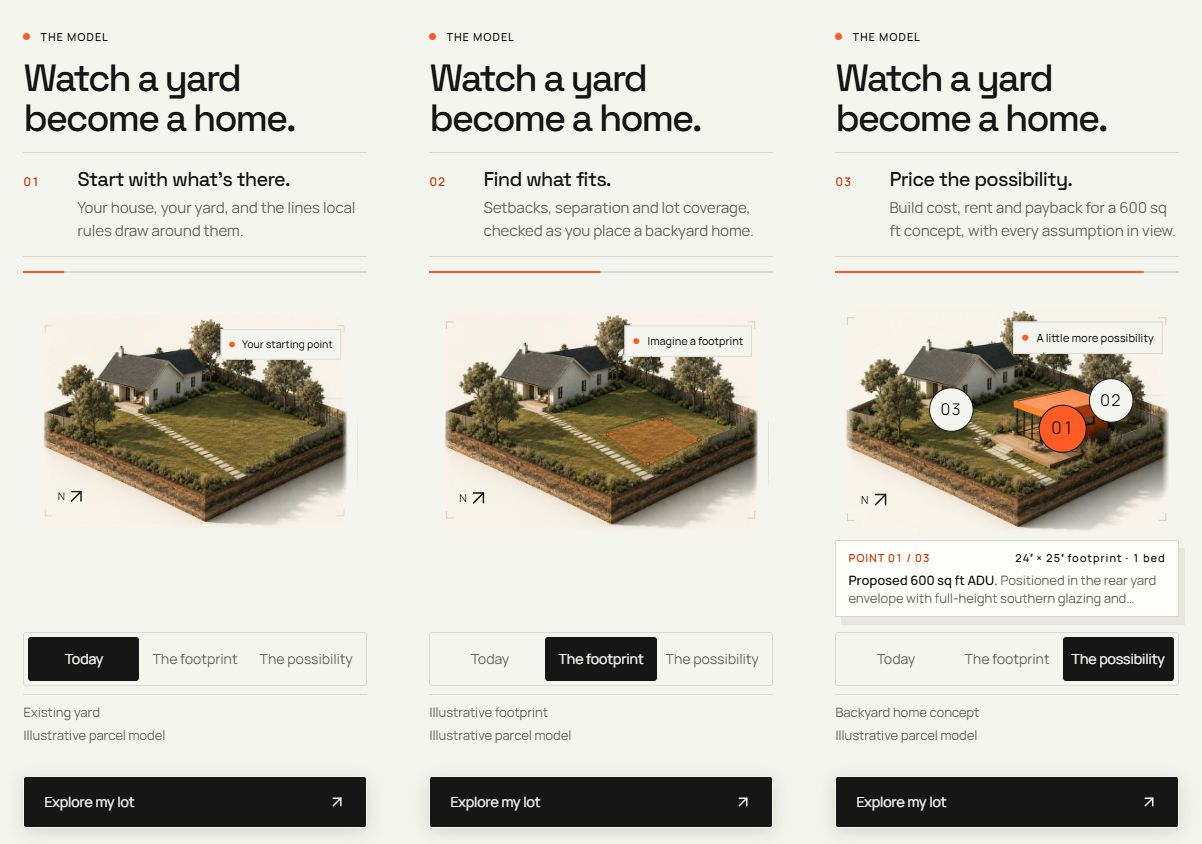 THE MODEL
Watch a yard
become a home.
01
Start with what's there.
Your house, your yard, and the lines local
rules draw around them.
Your starting point
N
Today
The footprint
The possibility
Existing yard
Illustrative parcel model
Explore my lot
THE MODEL
Watch a yard
become a home.
02
Find what fits.
Setbacks, separation and lot coverage,
checked as you place a backyard home.
Imagine a footprint
N
Today
The footprint
The possibility
Illustrative footprint
Illustrative parcel model
Explore my lot
THE MODEL
Watch a yard
become a home.
03
Price the possibility.
Build cost, rent and payback for a 600 sq
ft concept, with every assumption in view.
A little more possibility
03
01
02
N
POINT 01 / 03
24′ × 25′ footprint · 1 bed
Proposed 600 sq ft ADU. Positioned in the rear yard
envelope with full-height southern glazing and…
Today
The footprint
The possibility
Backyard home concept
Illustrative parcel model
Explore my lot